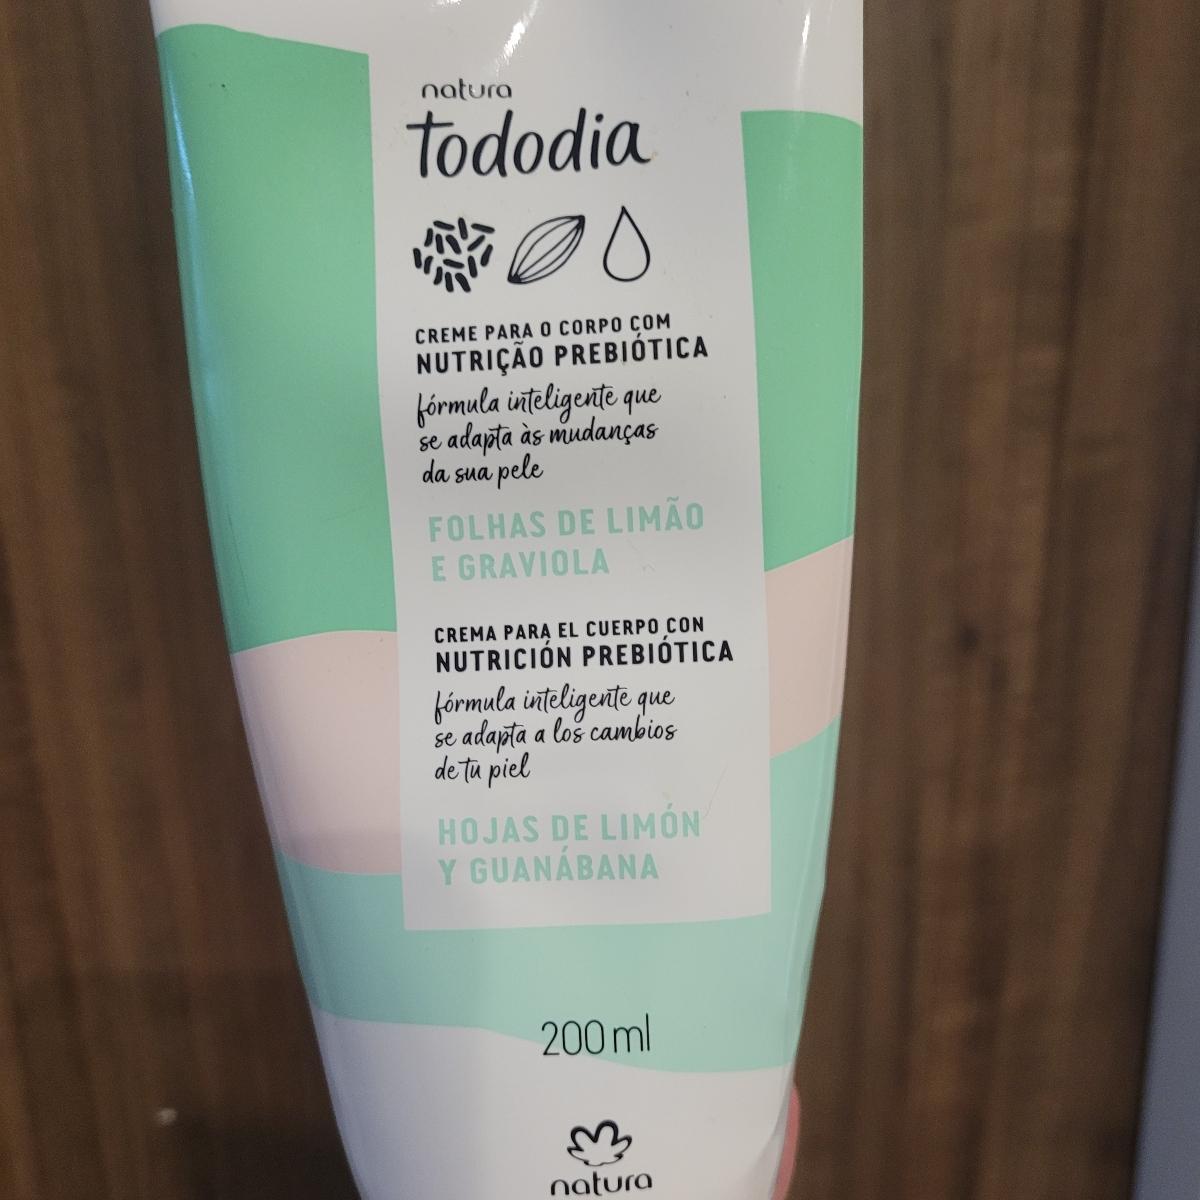 natura
tododia
CREME PARA O CORPO COM
NUTRIÇÃO PREBIÓTICA
fórmula inteligente que
se adapta às mudanças
da sua pele
FOLHAS DE LIMÃO
E GRAVIOLA
CREMA PARA EL CUERPO CON
NUTRICIÓN PREBIÓTICA
fórmula inteligente que
se adapta a los cambios
de tu piel
HOJAS DE LIMÓN
Y GUANÁBANA
200 ml
natura